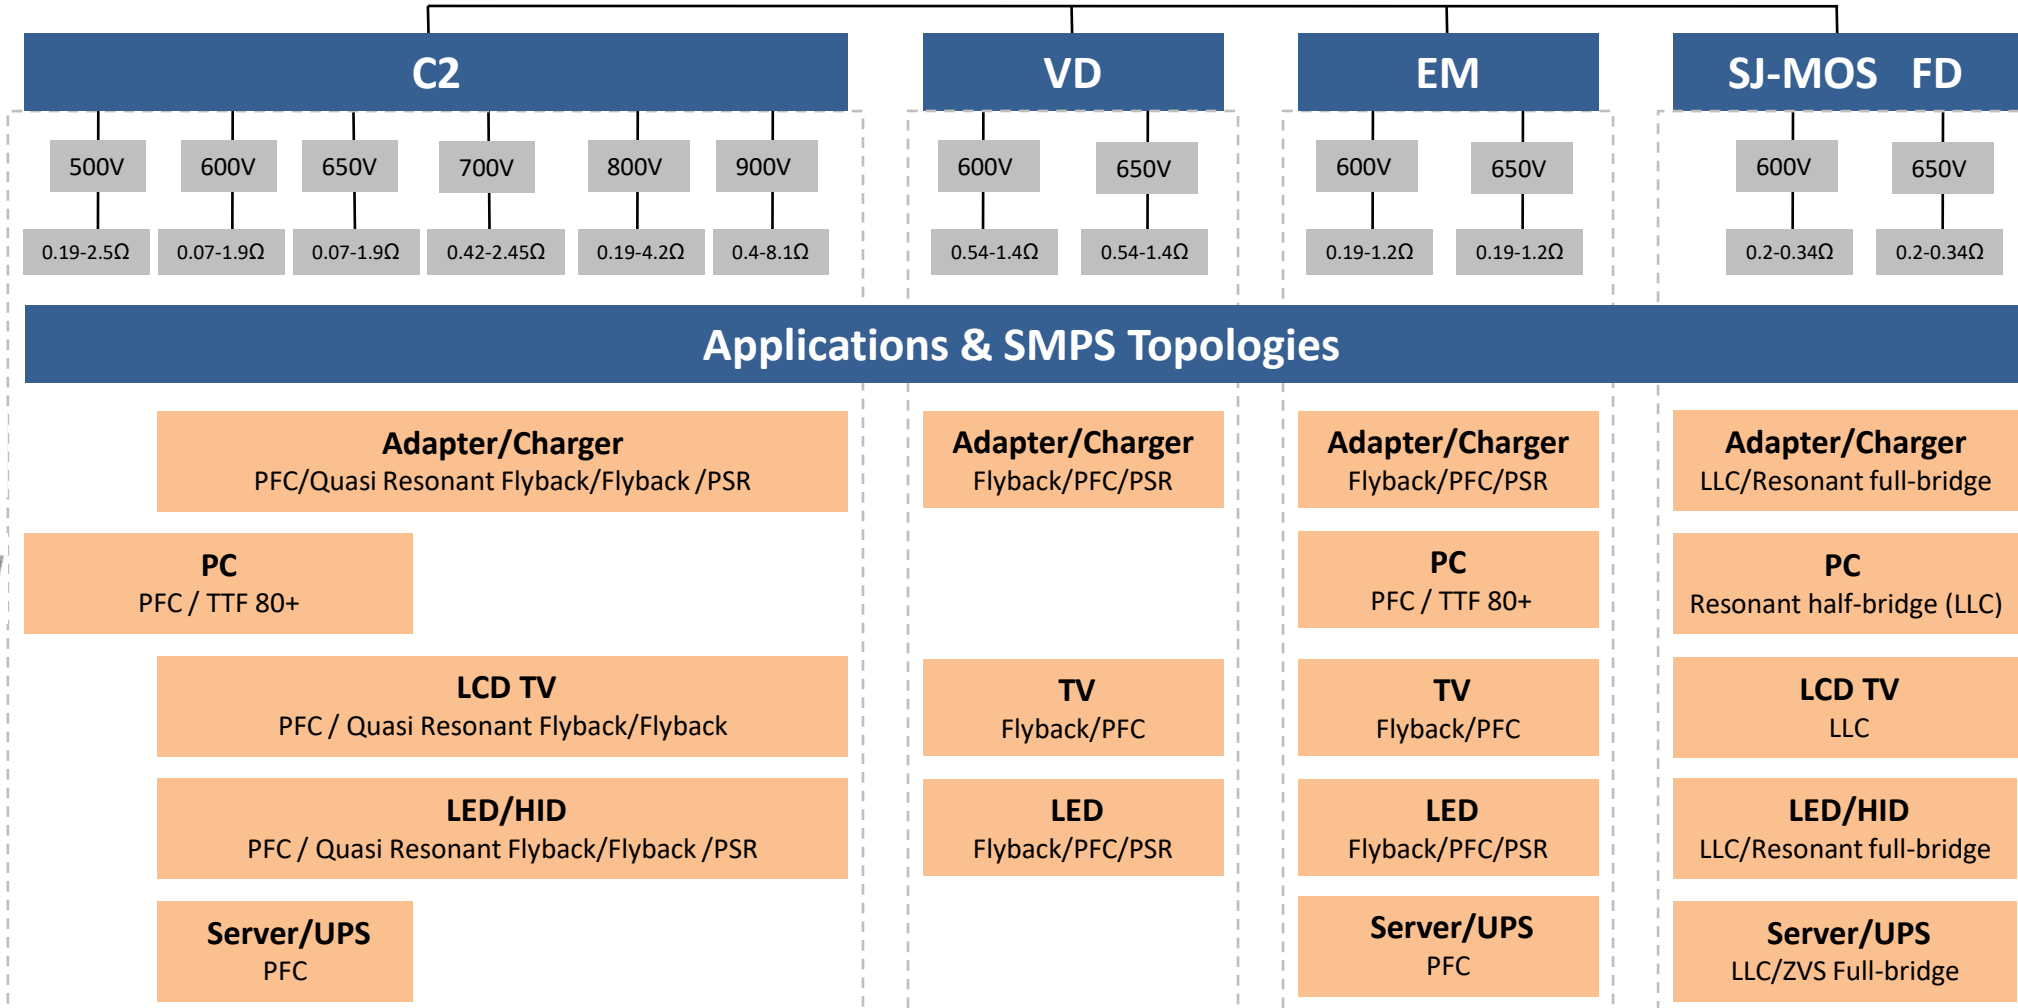 C2
VD
EM
SJ-MOS FD
500V
600V
650V
700V
800V
900V
600V
650V
600V
650V
600V
650V
0.19-2.5Ω
0.07-1.9Ω
0.07-1.9Ω
0.42-2.45Ω
0.19-4.2Ω
0.4-8.1Ω
0.54-1.4Ω
0.54-1.4Ω
0.19-1.2Ω
0.19-1.2Ω
0.2-0.34Ω
0.2-0.34Ω
Applications & SMPS Topologies
Adapter/Charger
PFC/Quasi Resonant Flyback/Flyback /PSR
Adapter/Charger
Flyback/PFC/PSR
Adapter/Charger
Flyback/PFC/PSR
Adapter/Charger
LLC/Resonant full-bridge
PC
PFC / TTF 80+
PC
PFC / TTF 80+
PC
Resonant half-bridge (LLC)
LCD TV
PFC / Quasi Resonant Flyback/Flyback
TV
Flyback/PFC
TV
Flyback/PFC
LCD TV
LLC
LED/HID
PFC / Quasi Resonant Flyback/Flyback /PSR
LED
Flyback/PFC/PSR
LED
Flyback/PFC/PSR
LED/HID
LLC/Resonant full-bridge
Server/UPS
PFC
Server/UPS
PFC
Server/UPS
LLC/ZVS Full-bridge